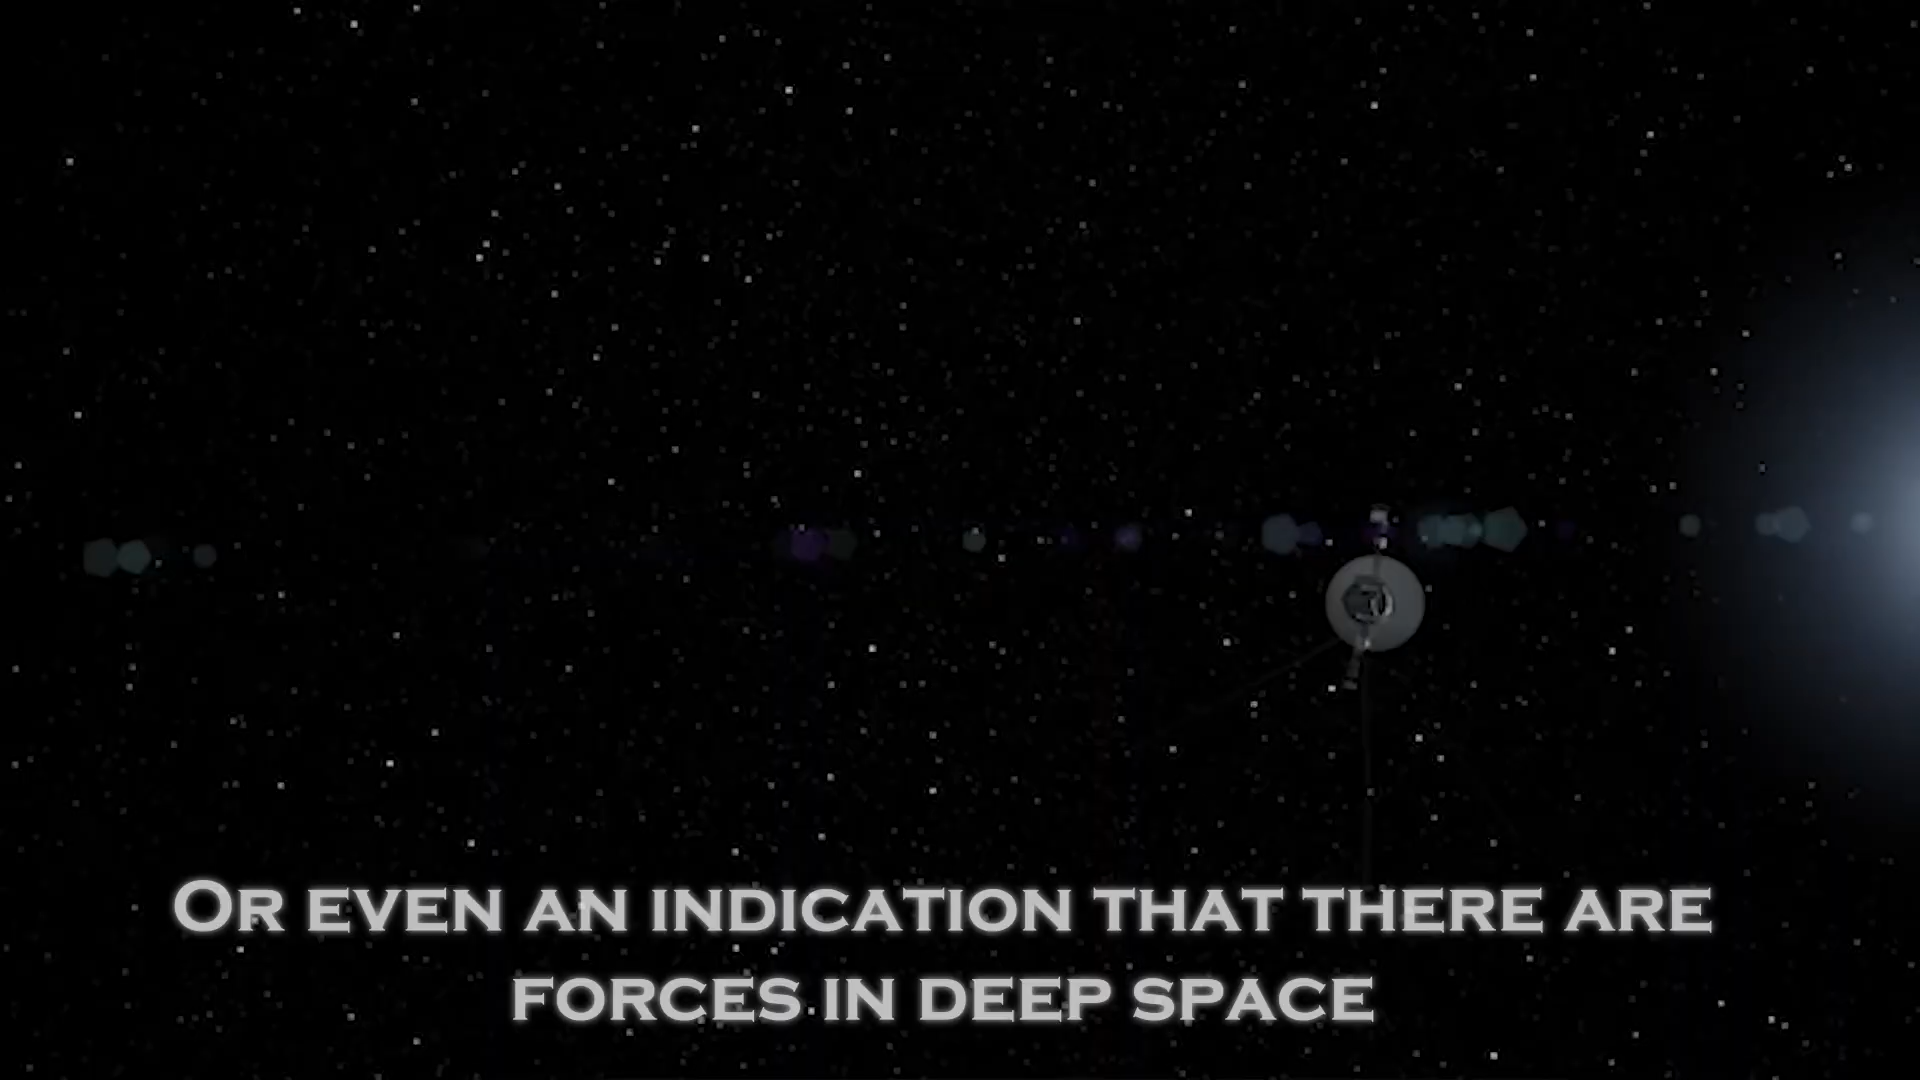 Or even an indication that there are
forces in deep space